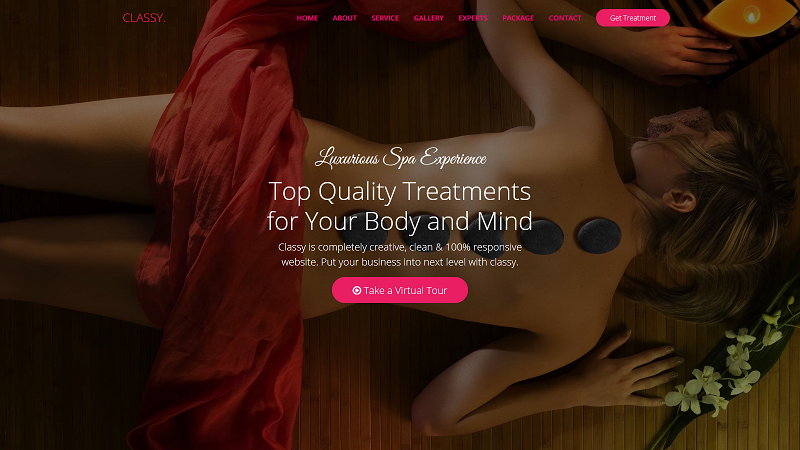 CLASSY.
HOME ABOUT SERVICE GALLERY EXPERTS PACKAGE CONTACT Get Treatment
Luxurious Spa Experience
Top Quality Treatments
for Your Body and Mind
Classy is completely creative, clean & 100% responsive
website. Put your business into next level with classy.
Take a Virtual Tour